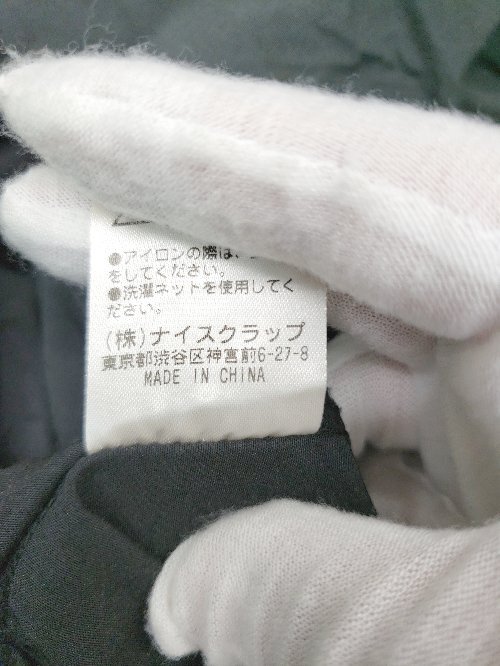 ●アイロンの際は、
をしてください。
●洗濯ネットを使用してく
ださい。
(株)ナイスクラップ
東京都渋谷区神宮前6-27-8
MADE IN CHINA